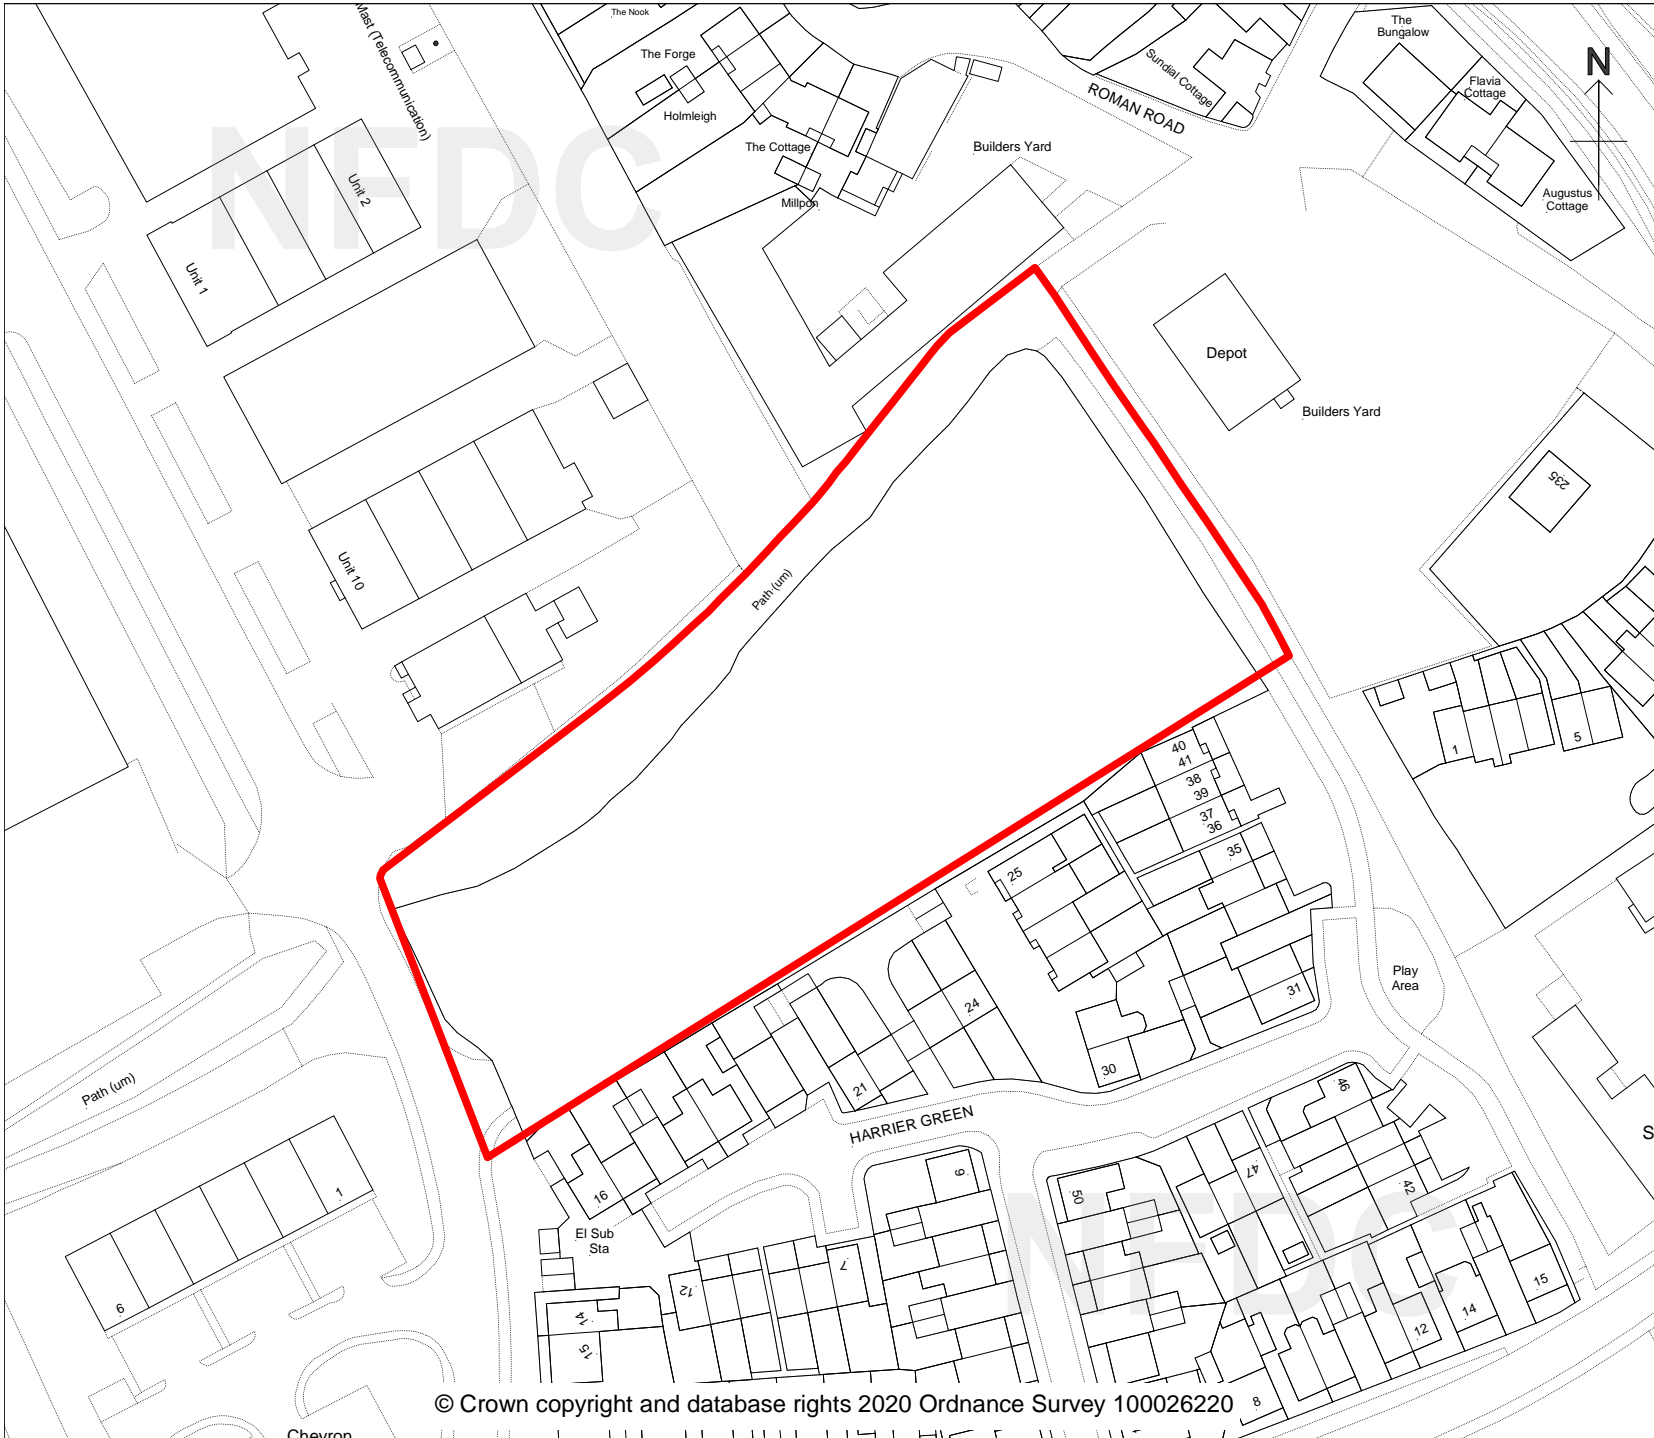 The Nook
The
Bungalow
Mast (Telecommunication)
The Forge
Sundial Cottage
N
Flavia
Cottage
Holmleigh
ROMAN ROAD
NFDC
The Cottage
Builders Yard
Unit 2
Millpon
Augustus
Cottage
Unit 1
Depot
Builders Yard
235
Unit 10
Path (um)
1
5
40
41
38
39
37
36
35
25
24
31
Play
Area
30
21
Path (um)
HARRIER GREEN
46
47
42
9
50
16
1
El Sub
Sta
S
NFDC
7
12
6
14
15
15
14
12
8
© Crown copyright and database rights 2020 Ordnance Survey 100026220
Chevron